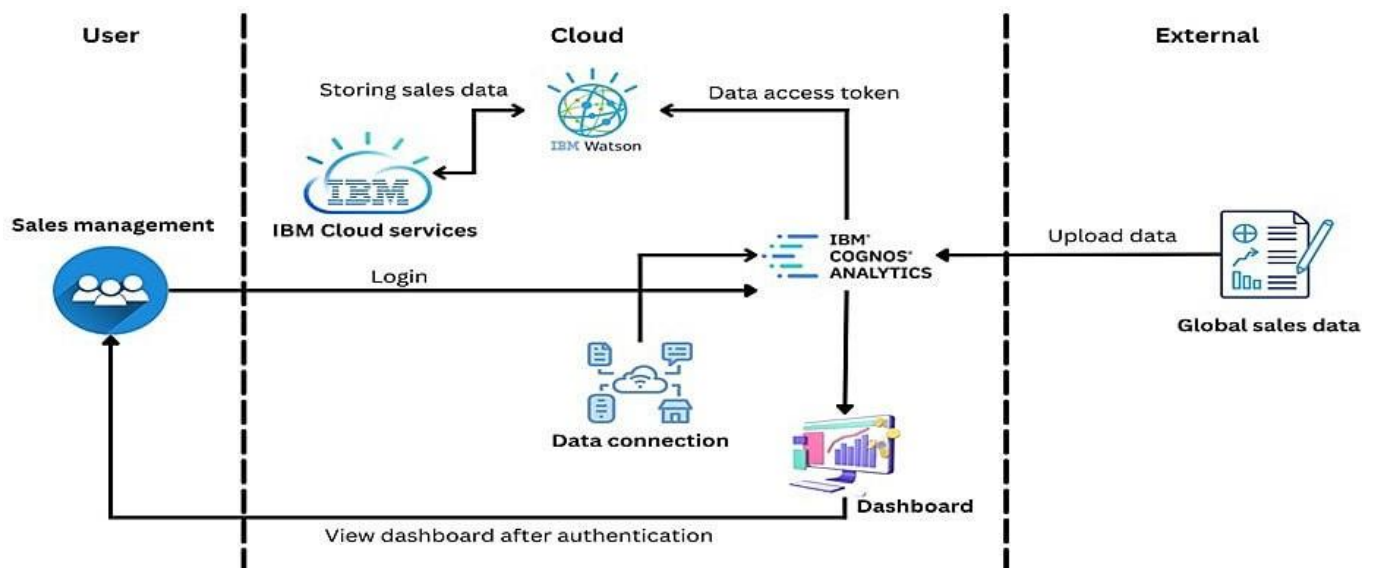 User
Cloud
External
Storing sales data
Data access token
IBM Watson
IBM
Sales management
IBM Cloud services
IBM®
COGNOS®
ANALYTICS
Upload data
Login
Global sales data
Data connection
Dashboard
View dashboard after authentication